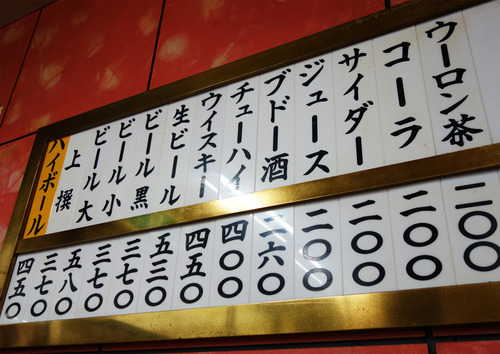 ウーロン茶
コーラ
サイダー
ジュース
ブドー酒
チューハイ
ウイスキー
生ビール
ビール黒
ビール小
ビール大
上撰
ハイボール
二〇〇
二〇〇
二〇〇
二〇〇
二六〇
四〇〇
四五〇
五三〇
三七〇
三七〇
五八〇
三七〇
四五〇